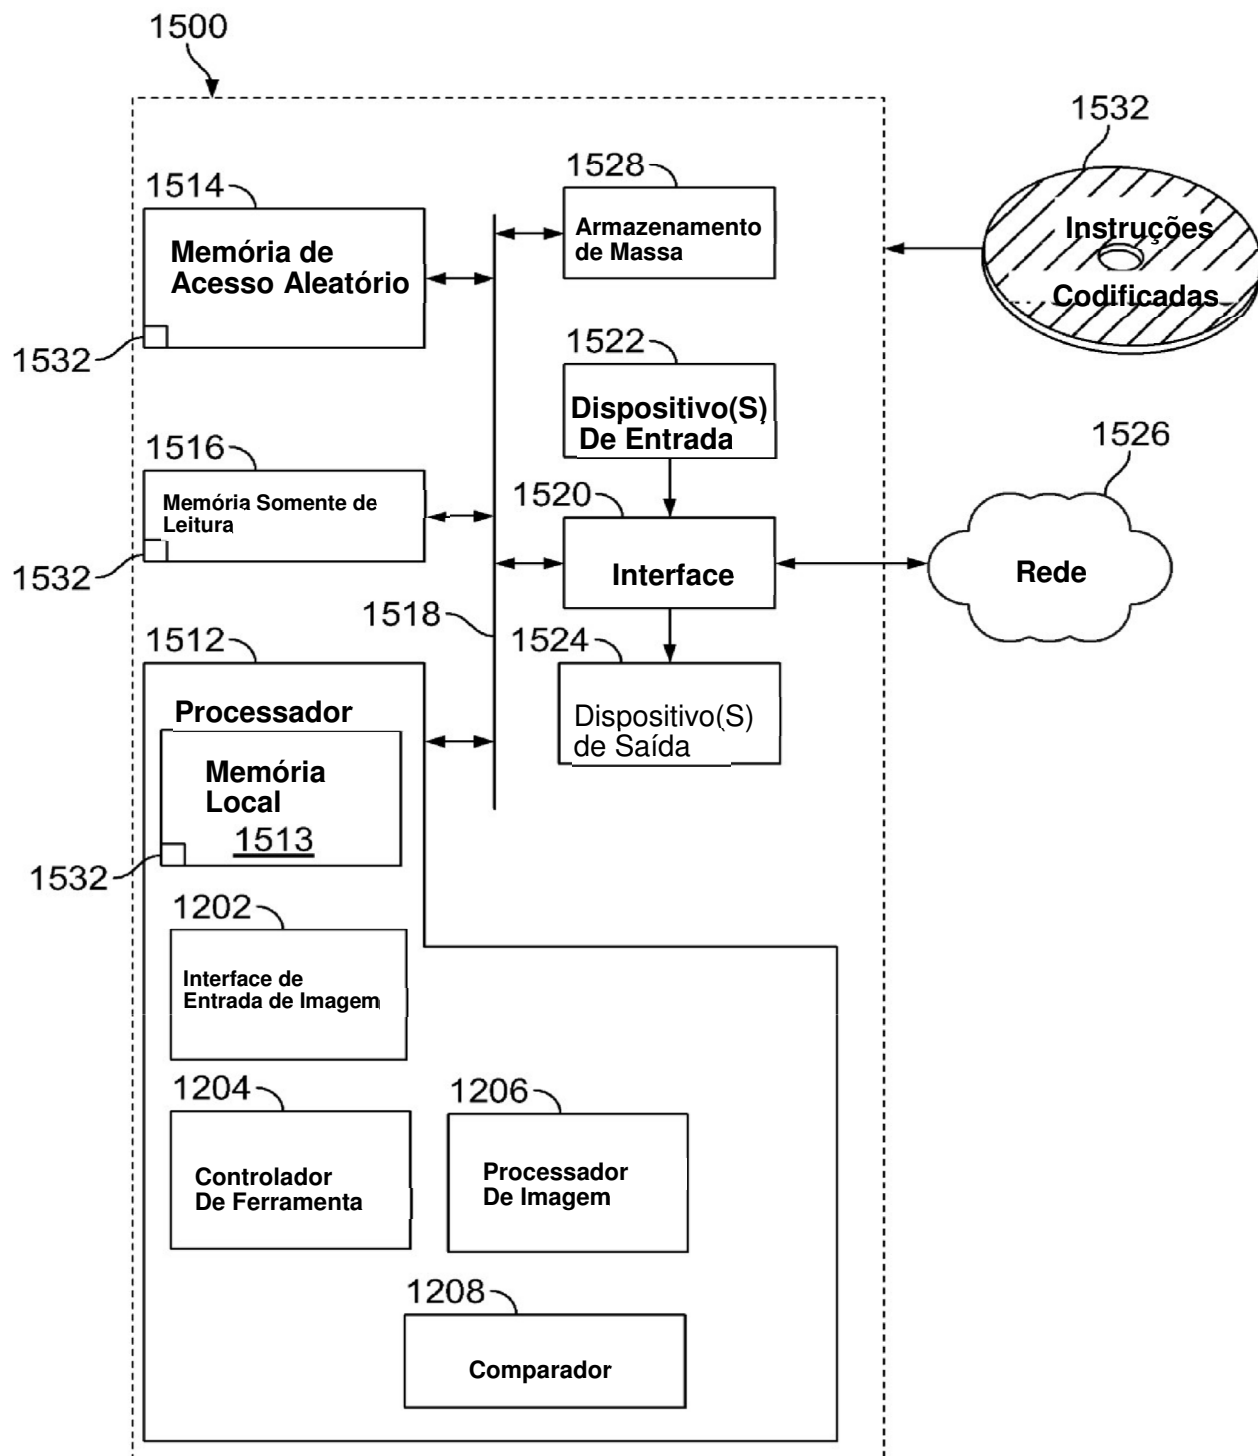 1500
1532
1514
1528
Memória de
Acesso Aleatório
Armazenamento
de Massa
Instruções
Codificadas
1532
1522
Dispositivo(S)
De Entrada
1516
Memória Somente de
Leitura
1532
1520
Interface
1526
Rede
1518
1512
1524
Processador
Dispositivo(S)
de Saída
Memória
Local
1513
1532
1202
Interface de
Entrada de Imagem
1204
1206
Controlador
De Ferramenta
Processador
De Imagem
1208
Comparador